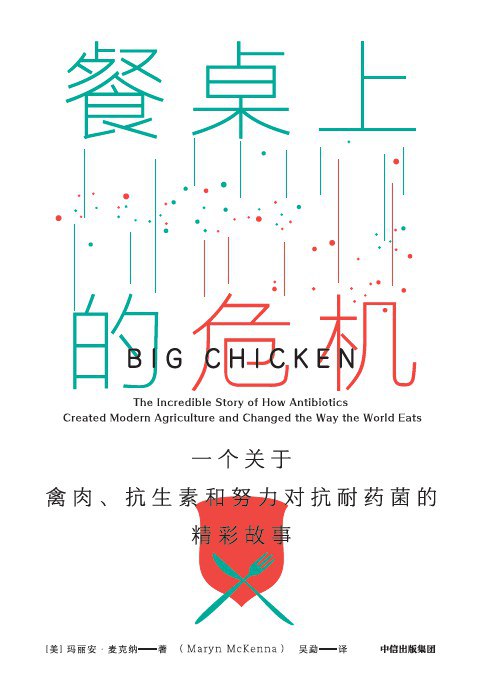 餐桌上
的危机
BIG CHICKEN
The Incredible Story of How Antibiotics
Created Modern Agriculture and Changed the Way the World Eats
一个关于
禽肉、抗生素和努力对抗耐药菌的
精彩故事
[美] 玛丽安·麦克纳—著 (Maryn McKenna) 吴勐—译 中信出版集团